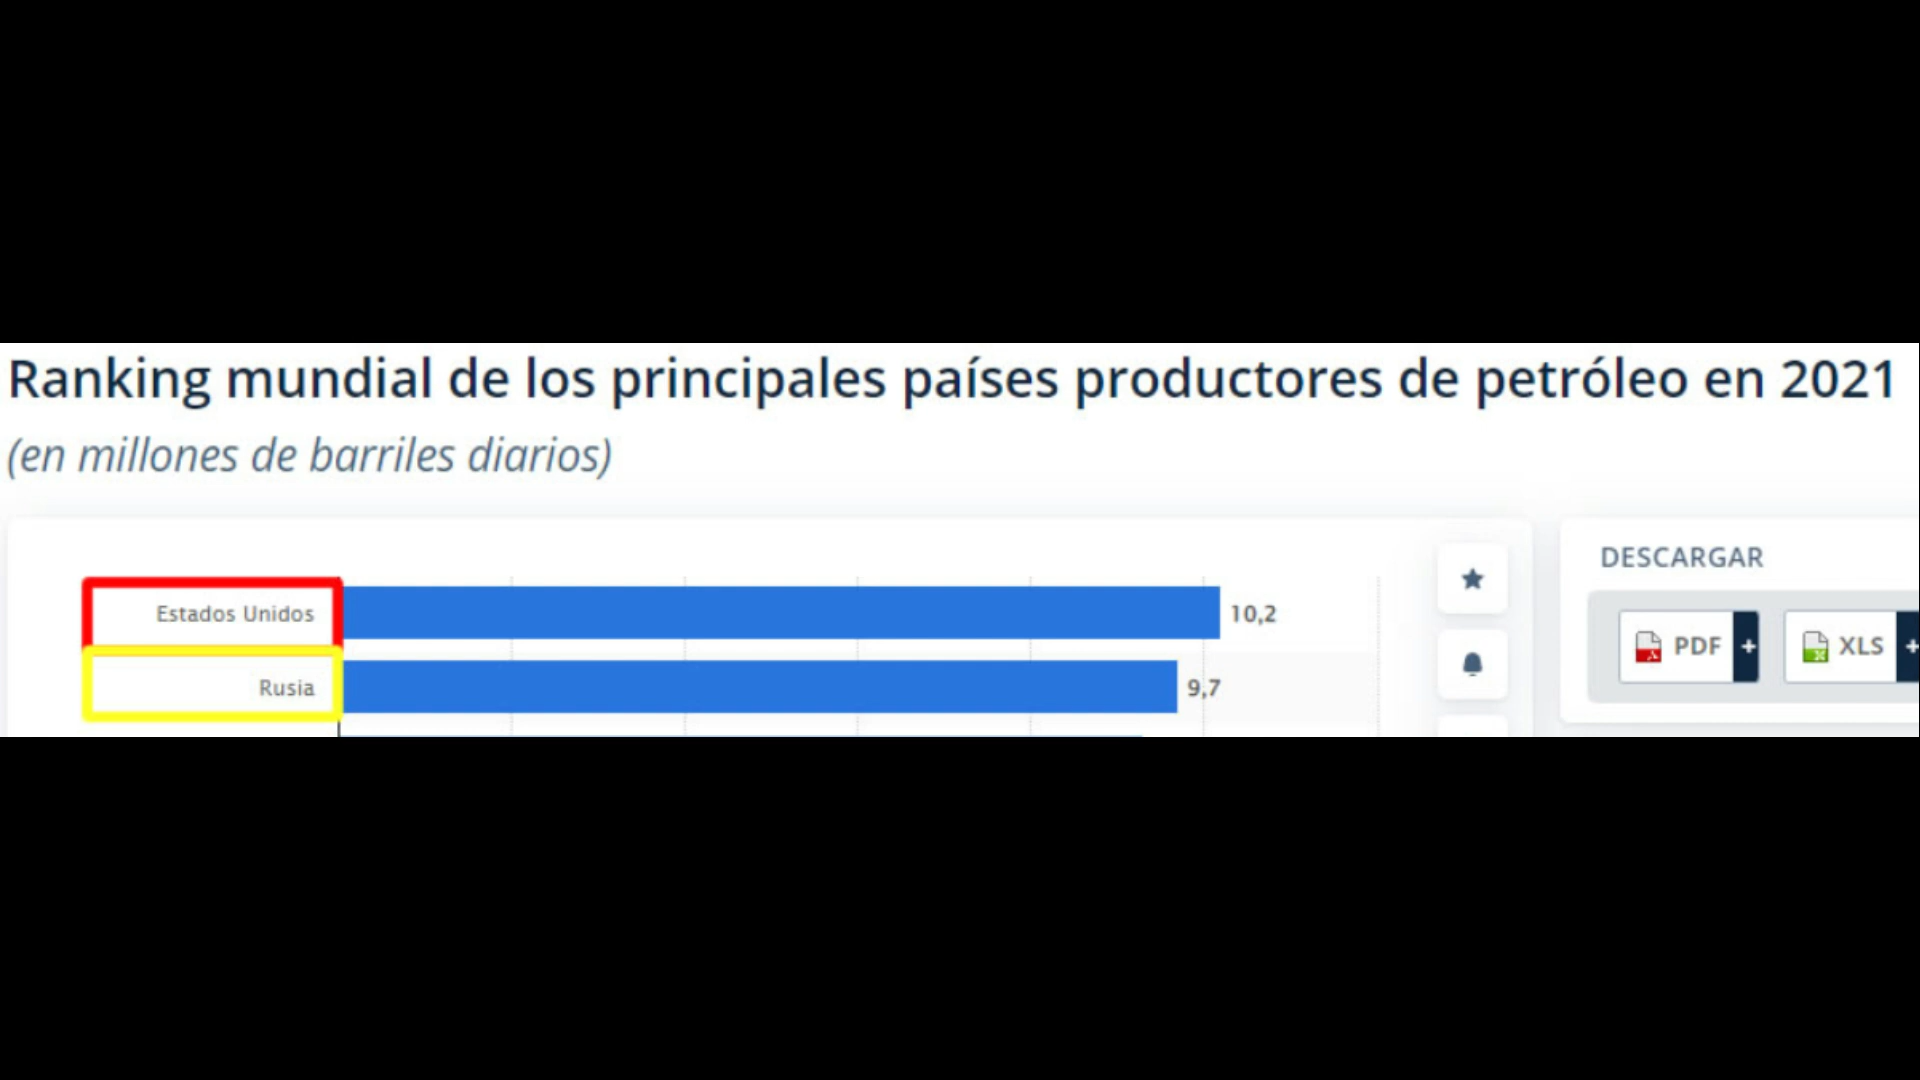 Ranking mundial de los principales países productores de petróleo en 2021
(en millones de barriles diarios)
DESCARGAR
Estados Unidos 10,2
PDF + XLS +
Rusia 9,7